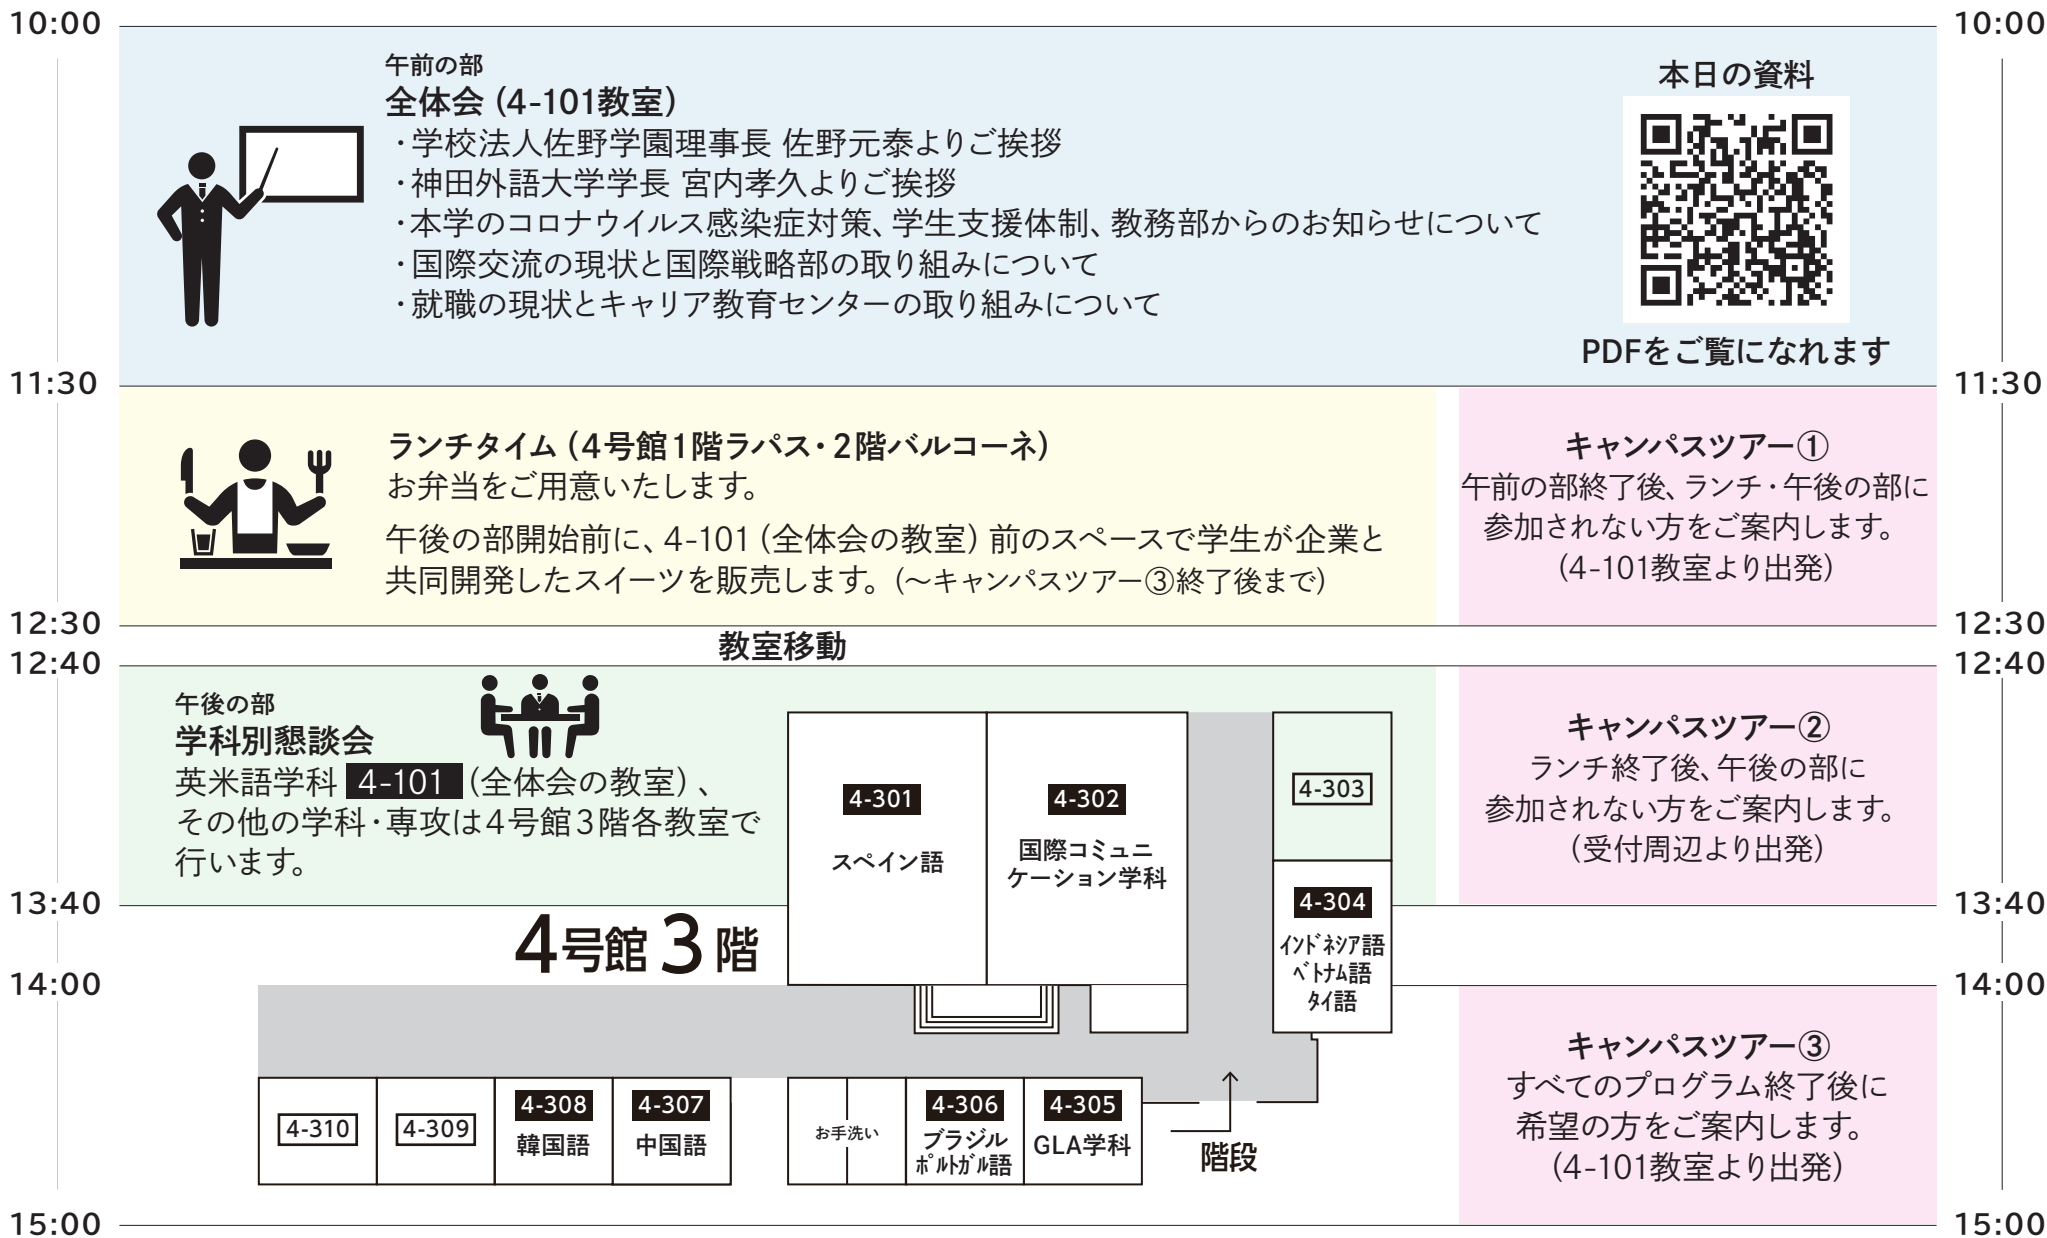 10:00
10:00
午前の部
全体会（4-101教室）
・学校法人佐野学園理事長 佐野元泰よりご挨拶
・神田外語大学学長 宮内孝久よりご挨拶
・本学のコロナウイルス感染症対策、学生支援体制、教務部からのお知らせについて
・国際交流の現状と国際戦略部の取り組みについて
・就職の現状とキャリア教育センターの取り組みについて
本日の資料
PDFをご覧になれます
11:30
11:30
ランチタイム（4号館1階ラパス・2階バルコーネ）
お弁当をご用意いたします。
午後の部開始前に、4-101（全体会の教室）前のスペースで学生が企業と
共同開発したスイーツを販売します。（～キャンパスツアー③終了後まで）
キャンパスツアー①
午前の部終了後、ランチ・午後の部に
参加されない方をご案内します。
（4-101教室より出発）
12:30
12:30
教室移動
12:40
12:40
午後の部
学科別懇談会
英米語学科 4-101（全体会の教室）、
その他の学科・専攻は4号館3階各教室で
行います。
4-301
スペイン語
4-302
国際コミュニ
ケーション学科
4-303
4-304
インドネシア語
ベトナム語
タイ語
キャンパスツアー②
ランチ終了後、午後の部に
参加されない方をご案内します。
（受付周辺より出発）
13:40
13:40
4号館3階
14:00
14:00
4-310
4-309
4-308
韓国語
4-307
中国語
お手洗い
4-306
ブラジル
ポルトガル語
4-305
GLA学科
階段
キャンパスツアー③
すべてのプログラム終了後に
希望の方をご案内します。
（4-101教室より出発）
15:00
15:00